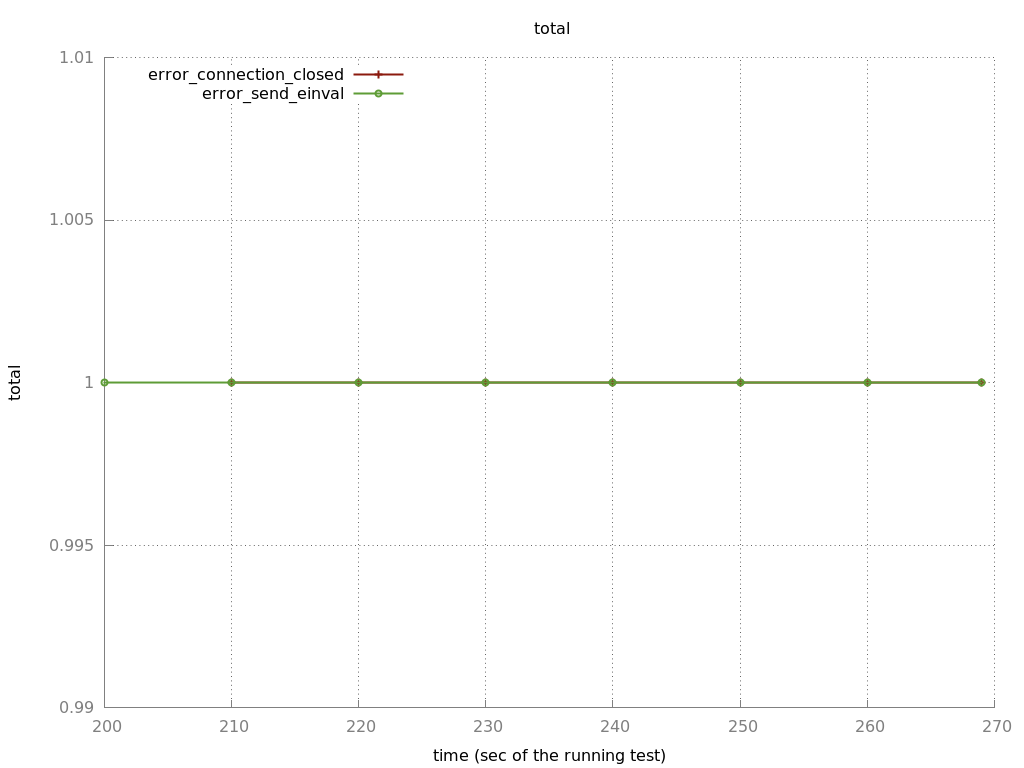 total
1.01
error_connection_closed
error_send_einval
1.005
total
1
0.995
0.99
200 210 220 230 240 250 260 270
time (sec of the running test)